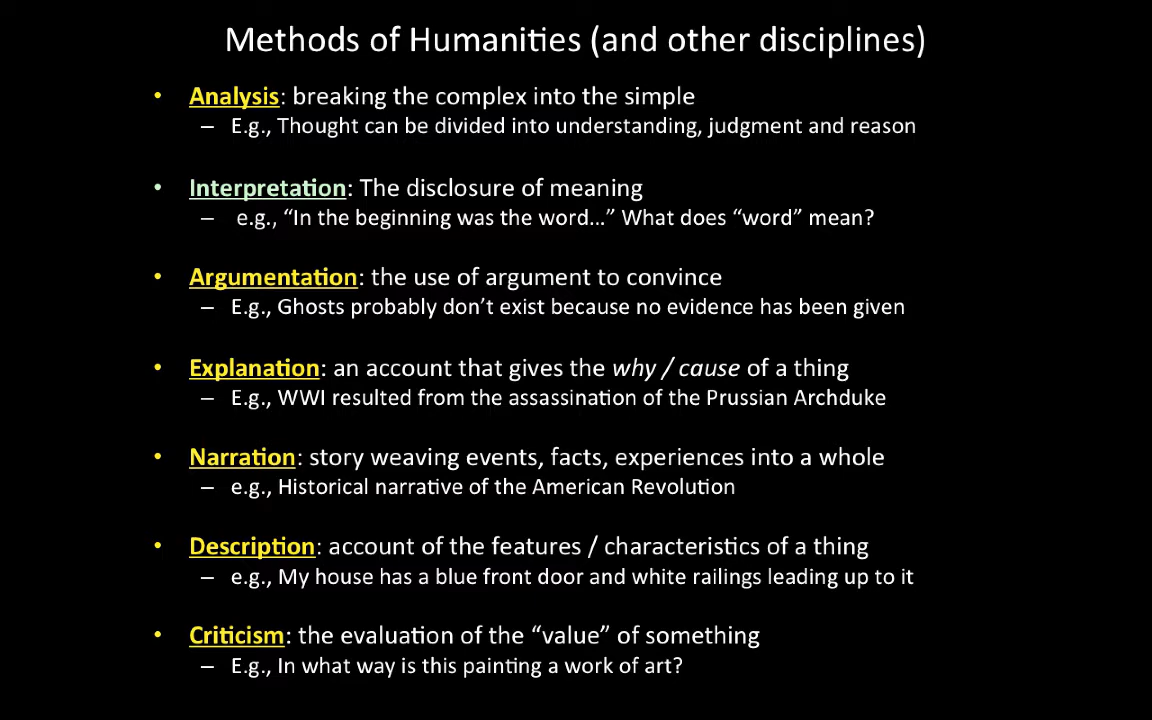 Methods of Humanities (and other disciplines)
• Analysis: breaking the complex into the simple
– E.g., Thought can be divided into understanding, judgment and reason
• Interpretation: The disclosure of meaning
– e.g., “In the beginning was the word...” What does “word” mean?
• Argumentation: the use of argument to convince
– E.g., Ghosts probably don’t exist because no evidence has been given
• Explanation: an account that gives the why / cause of a thing
– E.g., WWI resulted from the assassination of the Prussian Archduke
• Narration: story weaving events, facts, experiences into a whole
– e.g., Historical narrative of the American Revolution
• Description: account of the features / characteristics of a thing
– e.g., My house has a blue front door and white railings leading up to it
• Criticism: the evaluation of the “value” of something
– E.g., In what way is this painting a work of art?